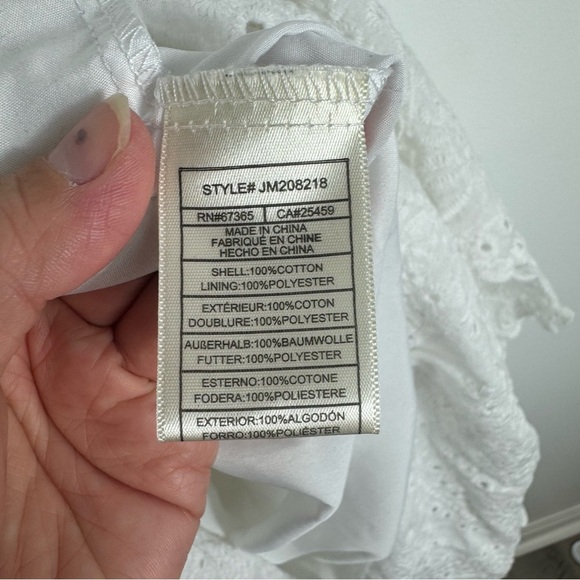 STYLE# JM208218
RN#67365 CA#25459
MADE IN CHINA
FABRIQUÉ EN CHINE
HECHO EN CHINA
SHELL:100%COTTON
LINING:100%POLYESTER
EXTÉRIEUR:100%COTON
DOUBLURE:100%POLYESTER
AUßERHALB:100%BAUMWOLLE
FUTTER:100%POLYESTER
ESTERNO:100%COTONE
FODERA:100%POLIESTERE
EXTERIOR:100%ALGODÓN
FORRO:100%POLIÉSTER